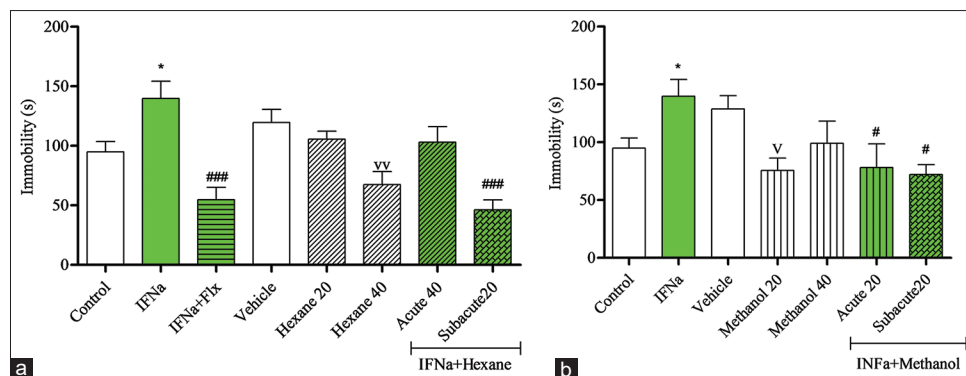 200
150
100
50
0
Immobility (s)
*
###
vv
###
Control
IFNa
IFNa+Flx
Vehicle
Hexane 20
Hexane 40
Acute 40
Subacute20
IFNa+Hexane
a
200
150
100
50
0
Immobility (s)
*
V
#
#
Control
IFNa
Vehicle
Methanol 20
Methanol 40
Acute 20
Subacute20
INFa+Methanol
b